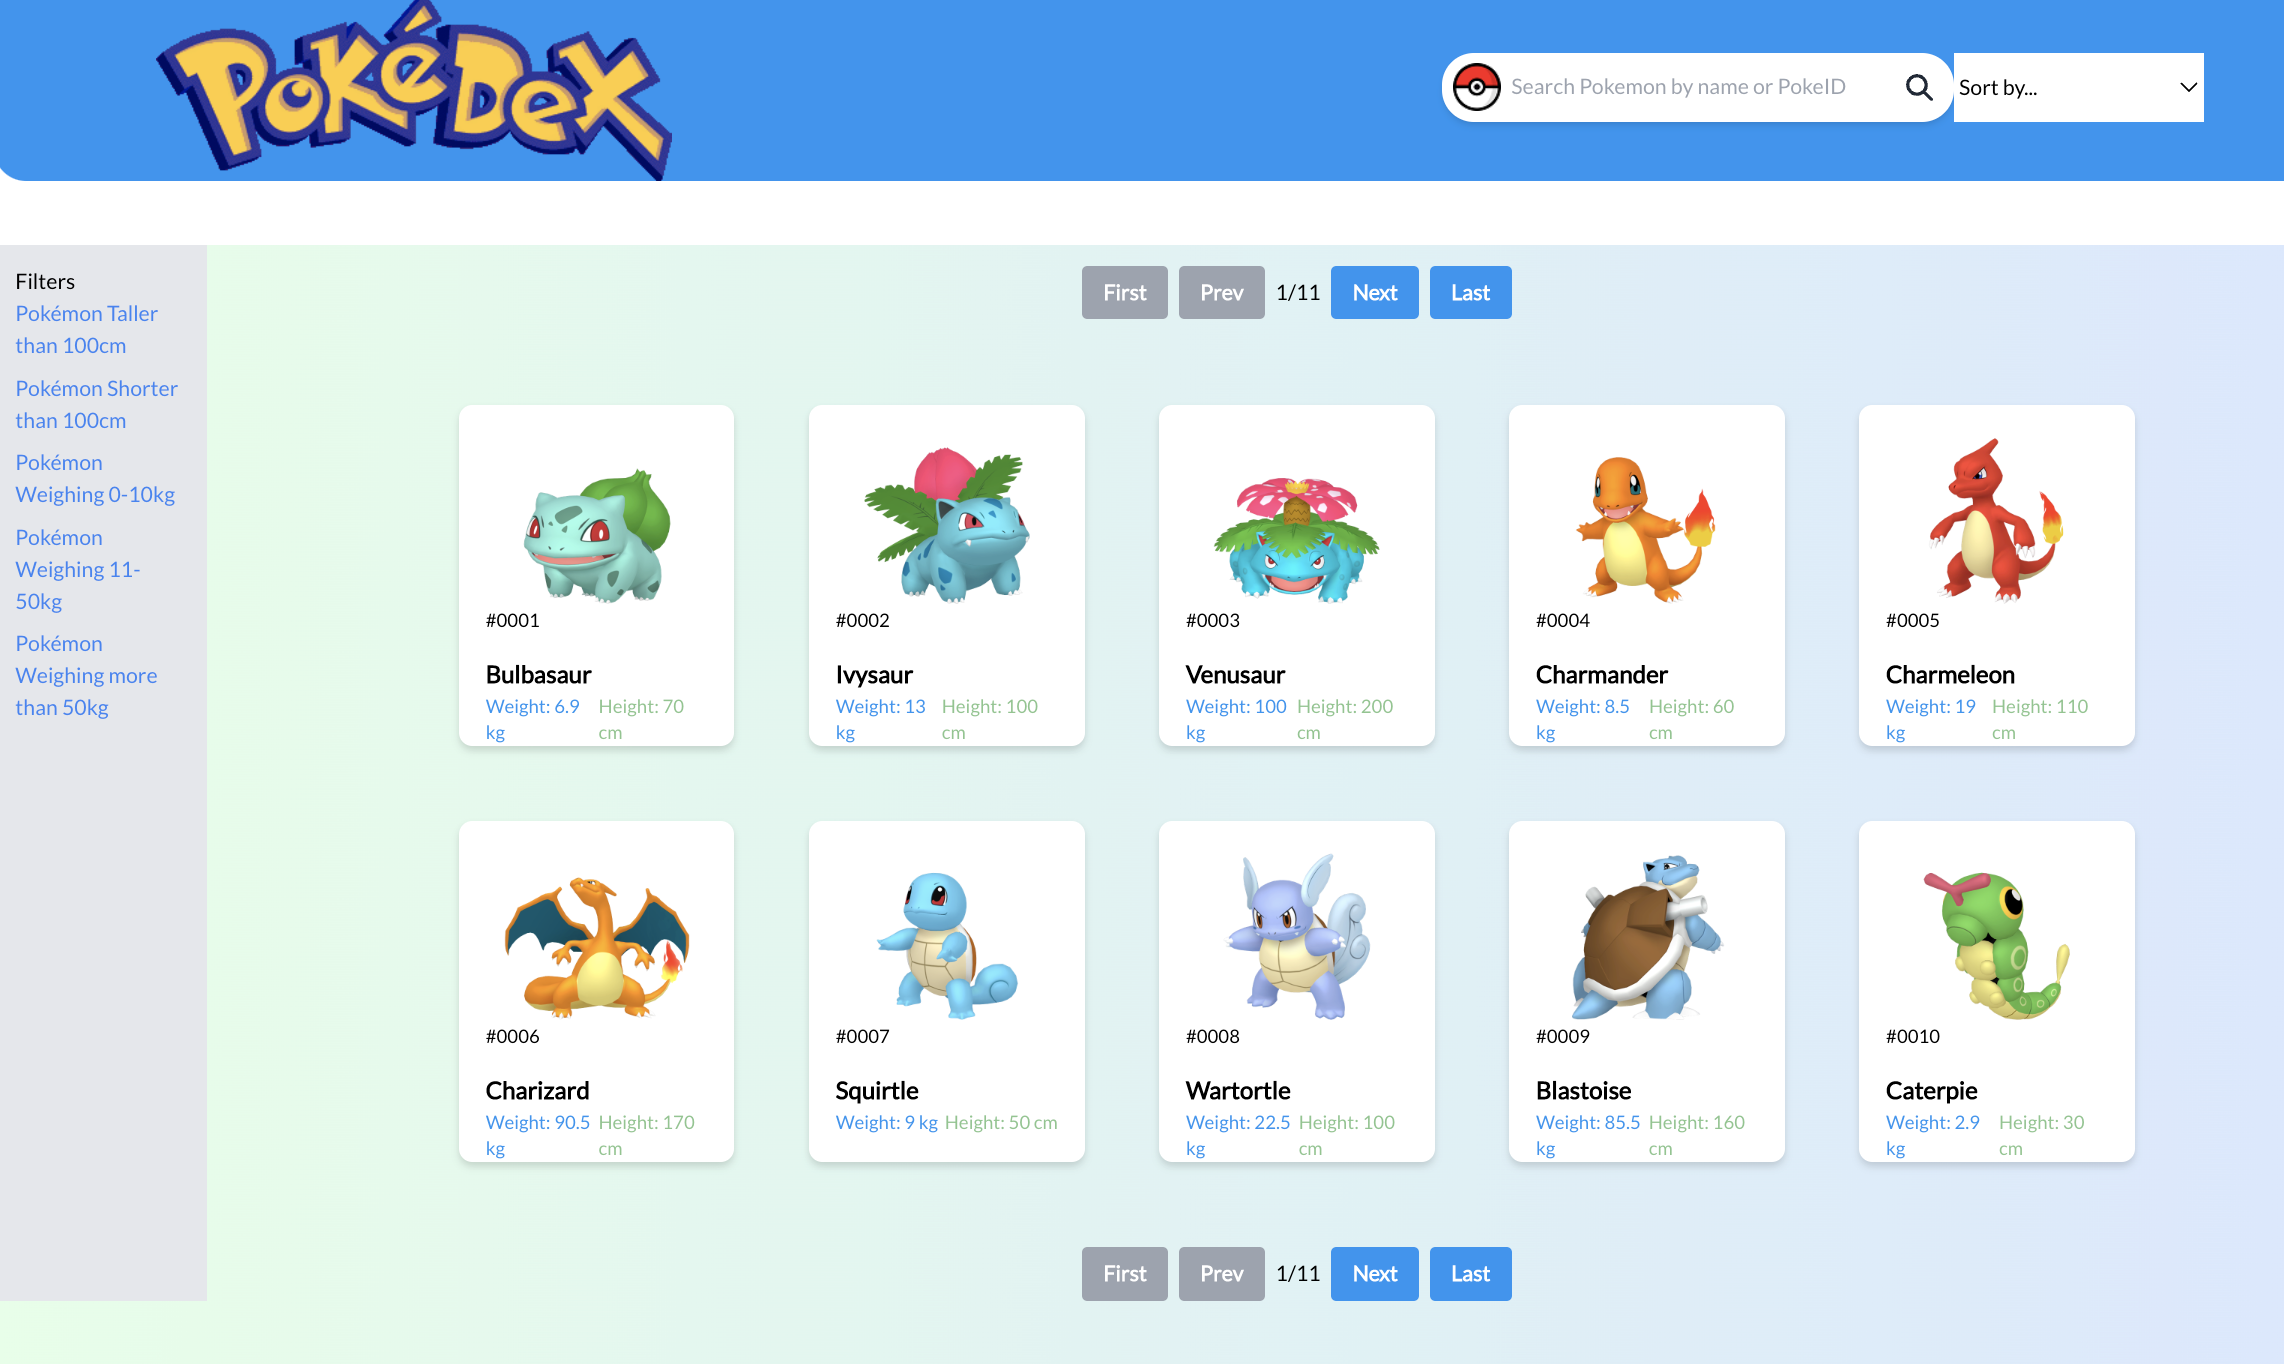 PoKéDex
Search Pokemon by name or PokeID
Sort by...
Filters
Pokémon Taller
than 100cm
Pokémon Shorter
than 100cm
Pokémon
Weighing 0-10kg
Pokémon
Weighing 11-
50kg
Pokémon
Weighing more
than 50kg
First Prev 1/11 Next Last
#0001
Bulbasaur
Weight: 6.9 kg
Height: 70 cm
#0002
Ivysaur
Weight: 13 kg
Height: 100 cm
#0003
Venusaur
Weight: 100 kg
Height: 200 cm
#0004
Charmander
Weight: 8.5 kg
Height: 60 cm
#0005
Charmeleon
Weight: 19 kg
Height: 110 cm
#0006
Charizard
Weight: 90.5 kg
Height: 170 cm
#0007
Squirtle
Weight: 9 kg
Height: 50 cm
#0008
Wartortle
Weight: 22.5 kg
Height: 100 cm
#0009
Blastoise
Weight: 85.5 kg
Height: 160 cm
#0010
Caterpie
Weight: 2.9 kg
Height: 30 cm
First Prev 1/11 Next Last